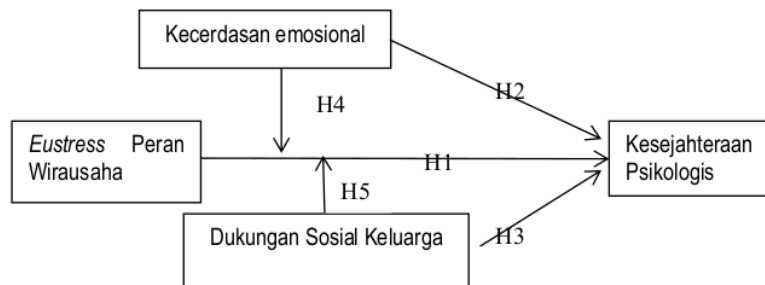 Kecerdasan emosional
H2
H4
Eustress Peran
Wirausaha
H1
Kesejahteraan
Psikologis
H5
Dukungan Sosial Keluarga
H3